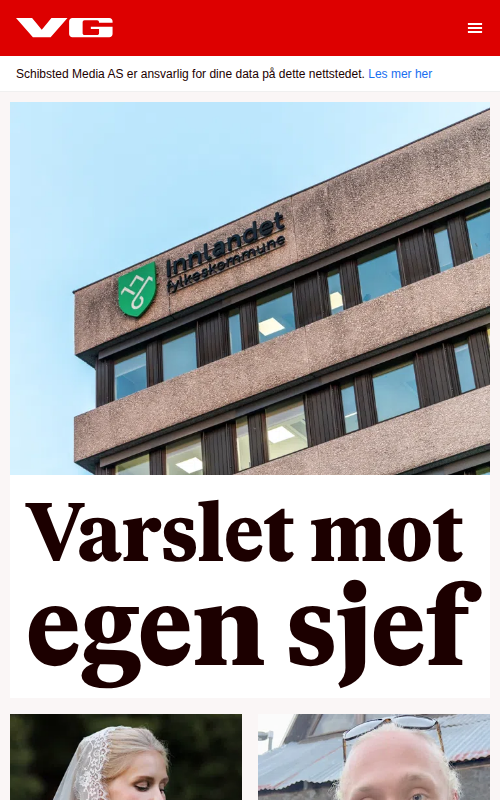 VG
Schibsted Media AS er ansvarlig for dine data på dette nettstedet. Les mer her
Innlandet
fylkeskommune
Varslet mot
egen sjef